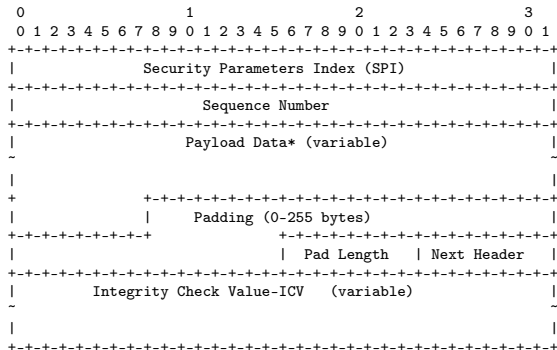 0                   1                   2                   3
 0 1 2 3 4 5 6 7 8 9 0 1 2 3 4 5 6 7 8 9 0 1 2 3 4 5 6 7 8 9 0 1
+-+-+-+-+-+-+-+-+-+-+-+-+-+-+-+-+-+-+-+-+-+-+-+-+-+-+-+-+-+-+-+-+
|               Security Parameters Index (SPI)                 |
+-+-+-+-+-+-+-+-+-+-+-+-+-+-+-+-+-+-+-+-+-+-+-+-+-+-+-+-+-+-+-+-+
|                      Sequence Number                          |
+-+-+-+-+-+-+-+-+-+-+-+-+-+-+-+-+-+-+-+-+-+-+-+-+-+-+-+-+-+-+-+-+
|                    Payload Data* (variable)                   |
~                                                               ~
|                                                               |
+               +-+-+-+-+-+-+-+-+-+-+-+-+-+-+-+-+-+-+-+-+-+-+-+-+
|               |     Padding (0-255 bytes)                     |
+-+-+-+-+-+-+-+-+               +-+-+-+-+-+-+-+-+-+-+-+-+-+-+-+-+
|                               |  Pad Length   | Next Header   |
+-+-+-+-+-+-+-+-+-+-+-+-+-+-+-+-+-+-+-+-+-+-+-+-+-+-+-+-+-+-+-+-+
|         Integrity Check Value-ICV   (variable)                |
~                                                               ~
|                                                               |
+-+-+-+-+-+-+-+-+-+-+-+-+-+-+-+-+-+-+-+-+-+-+-+-+-+-+-+-+-+-+-+-+